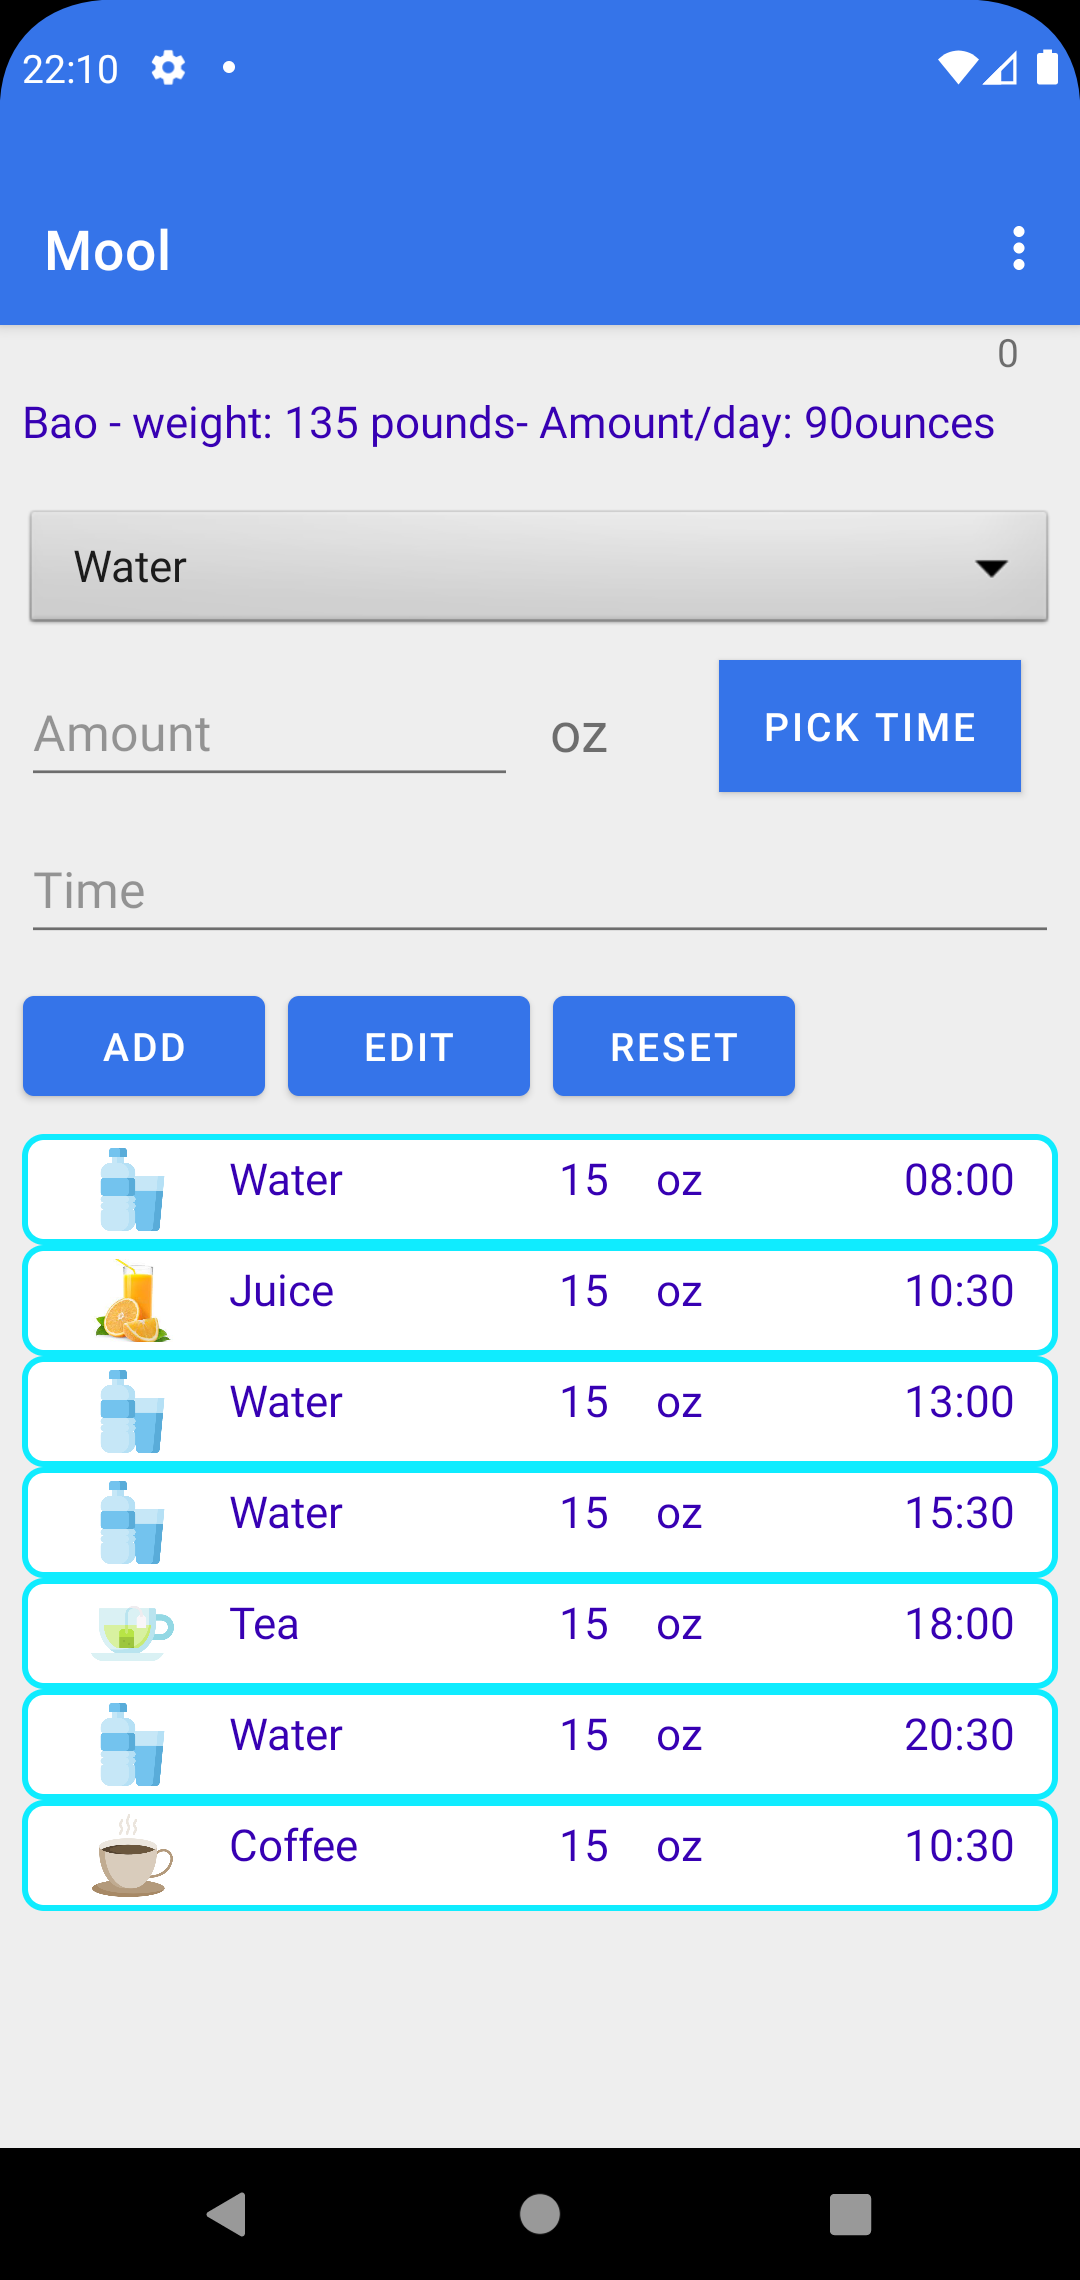 22:10
Mool
0
Bao - weight: 135 pounds- Amount/day: 90ounces
Water
Amount oz PICK TIME
Time
ADD EDIT RESET
Water 15 oz 08:00
Juice 15 oz 10:30
Water 15 oz 13:00
Water 15 oz 15:30
Tea 15 oz 18:00
Water 15 oz 20:30
Coffee 15 oz 10:30